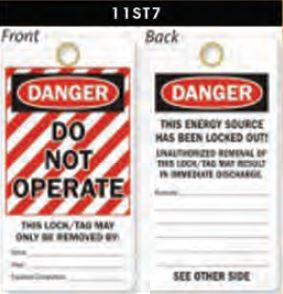 11ST7
Front
Back
DANGER
DO
NOT
OPERATE
THIS LOCK/TAG MAY
ONLY BE REMOVED BY:
DANGER
THIS ENERGY SOURCE
HAS BEEN LOCKED OUT!
UNAUTHORIZED REMOVAL OF
THIS LOCK/TAG MAY RESULT
IN IMMEDIATE DISCHARGE.
SEE OTHER SIDE